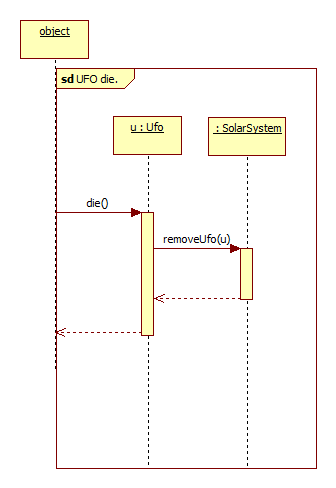 object
sd UFO die.
u : Ufo
: SolarSystem
die()
removeUfo(u)